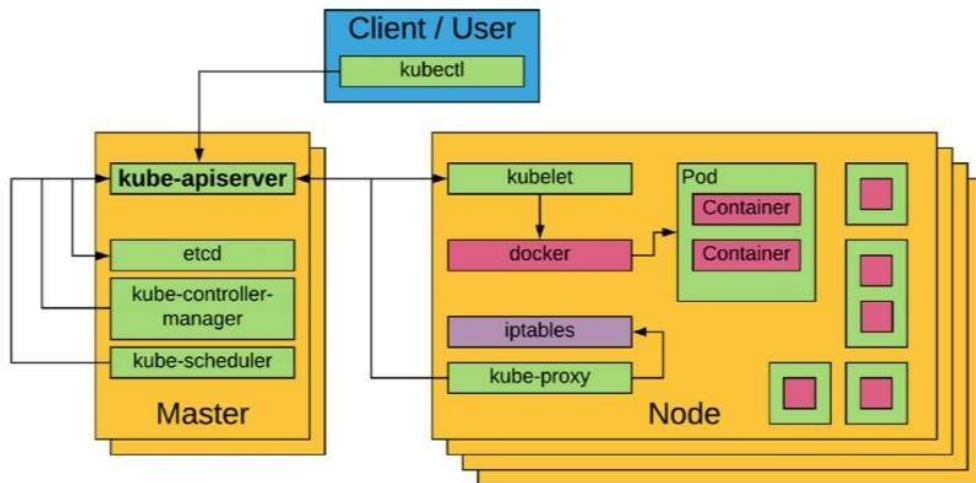 Client / User
kubectl
kube-apiserver
etcd
kube-controller-
manager
kube-scheduler
Master
kubelet
docker
iptables
kube-proxy
Pod
Container
Container
Node